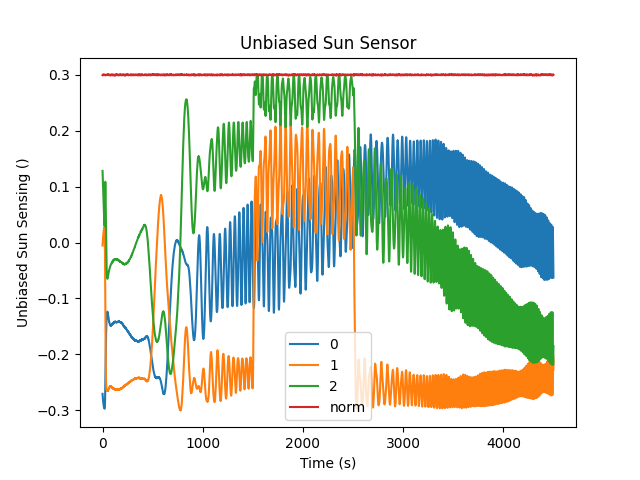 Unbiased Sun Sensor
Unbiased Sun Sensing ()
0.3
0.2
0.1
0.0
−0.1
−0.2
−0.3
0
1
2
norm
0 1000 2000 3000 4000
Time (s)